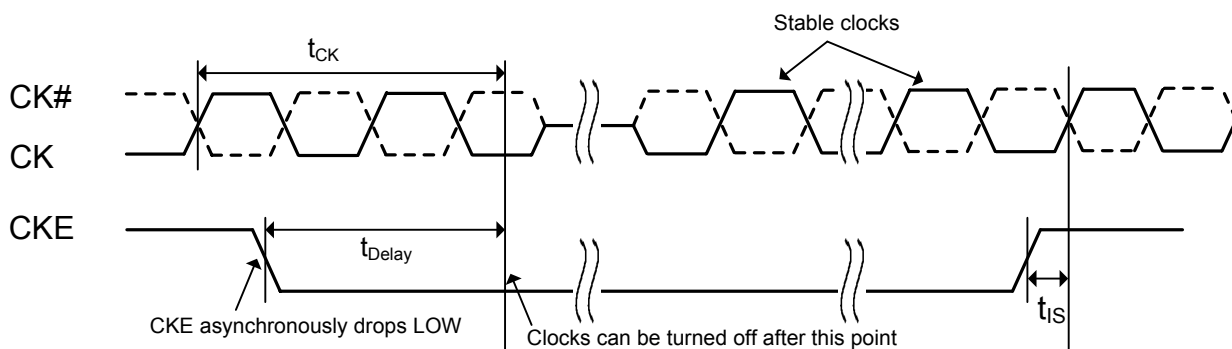 Stable clocks
tCK
CK#
CK
CKE
tDelay
tIS
CKE asynchronously drops LOW
Clocks can be turned off after this point